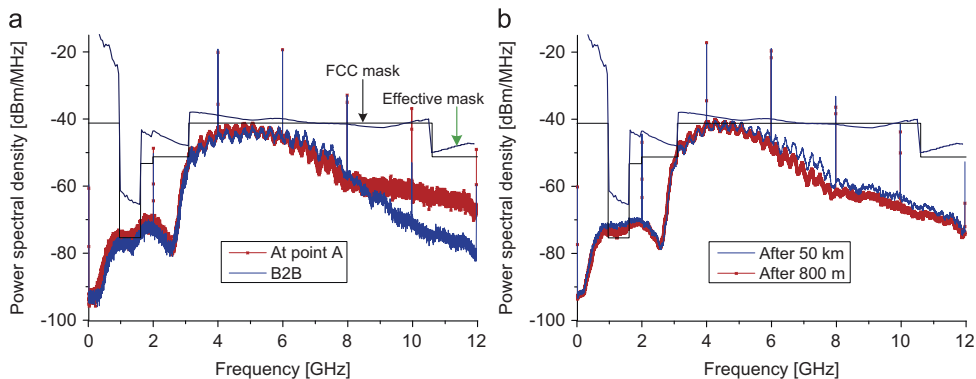 a
Power spectral density [dBm/MHz]
-20
-40
-60
-80
-100
FCC mask
Effective mask
At point A
B2B
0 2 4 6 8 10 12
Frequency [GHz]
b
Power spectral density [dBm/MHz]
-20
-40
-60
-80
-100
After 50 km
After 800 m
0 2 4 6 8 10 12
Frequency [GHz]